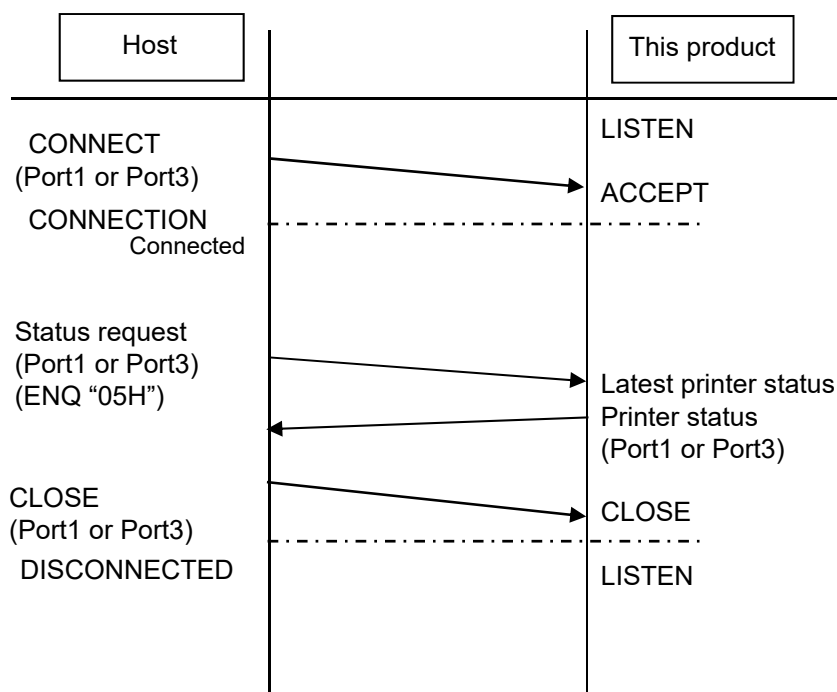 Host
This product
LISTEN
CONNECT
(Port1 or Port3)
ACCEPT
CONNECTION
Connected
Status request
(Port1 or Port3)
(ENQ “05H”)
Latest printer status
Printer status
(Port1 or Port3)
CLOSE
(Port1 or Port3)
CLOSE
DISCONNECTED
LISTEN